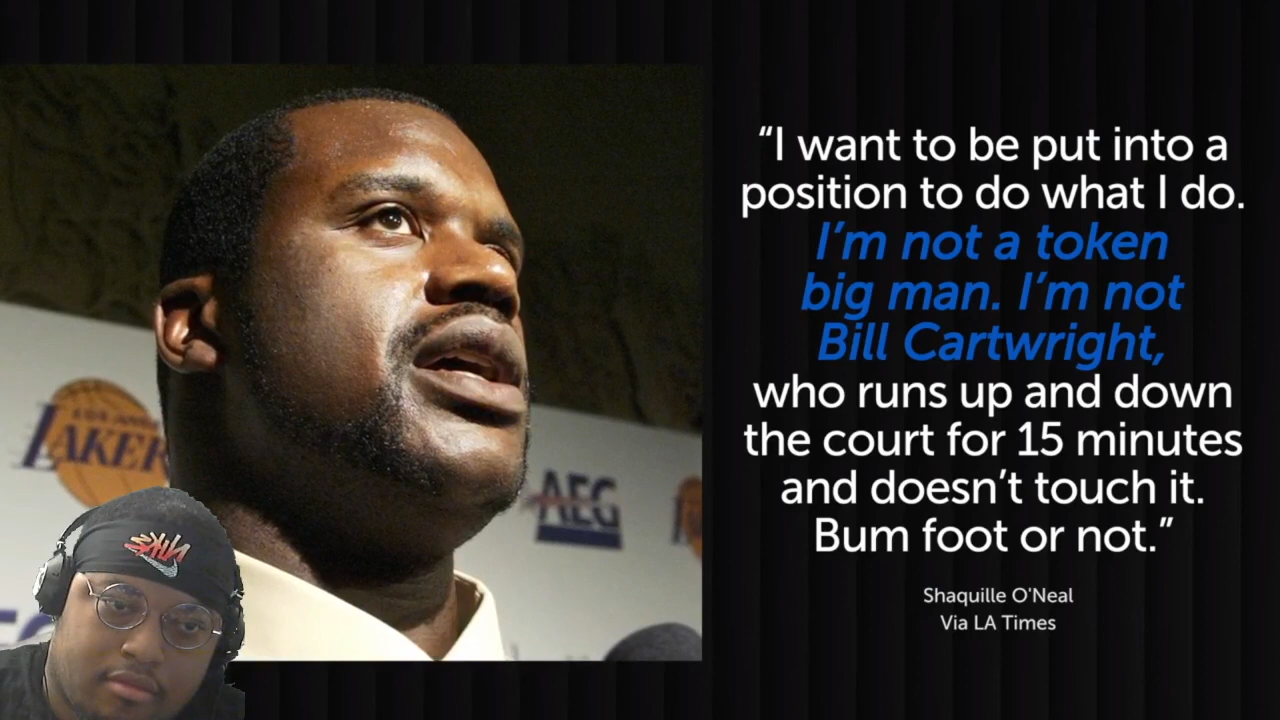 “I want to be put into a
position to do what I do.
I’m not a token
big man. I’m not
Bill Cartwright,
who runs up and down
the court for 15 minutes
and doesn’t touch it.
Bum foot or not.”
Shaquille O'Neal
Via LA Times
LAKER
AEG
NIKE